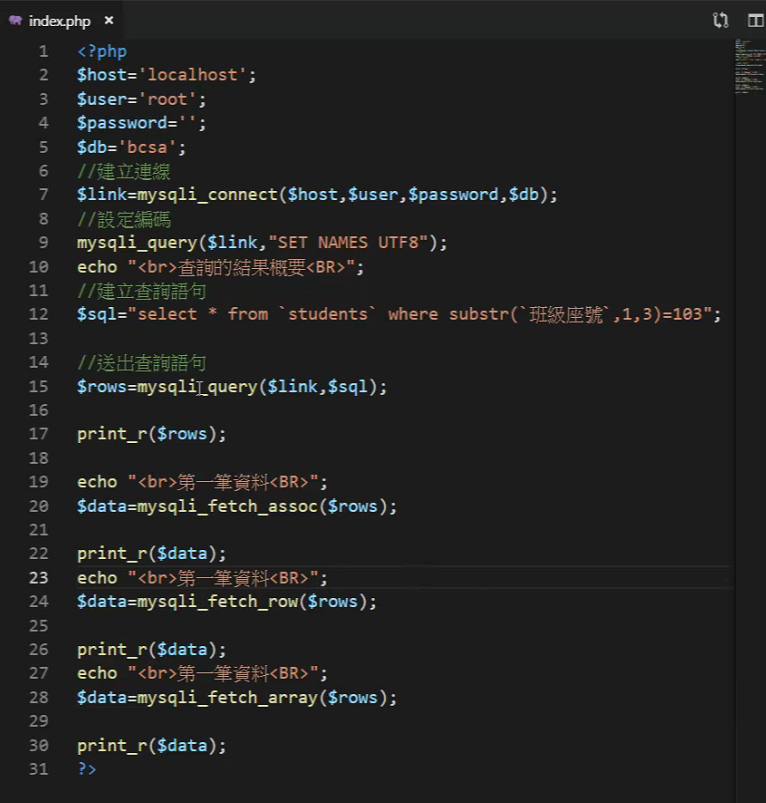 index.php ×
1 <?php
2 $host='localhost';
3 $user='root';
4 $password='';
5 $db='bcsa';
6 //建立連線
7 $link=mysqli_connect($host,$user,$password,$db);
8 //設定編碼
9 mysqli_query($link,"SET NAMES UTF8");
10 echo "<br>查詢的結果概要<BR>";
11 //建立查詢語句
12 $sql="select * from `students` where substr(`班級座號`,1,3)=103";
13
14 //送出查詢語句
15 $rows=mysqli_query($link,$sql);
16
17 print_r($rows);
18
19 echo "<br>第一筆資料<BR>";
20 $data=mysqli_fetch_assoc($rows);
21
22 print_r($data);
23 echo "<br>第一筆資料<BR>";
24 $data=mysqli_fetch_row($rows);
25
26 print_r($data);
27 echo "<br>第一筆資料<BR>";
28 $data=mysqli_fetch_array($rows);
29
30 print_r($data);
31 ?>